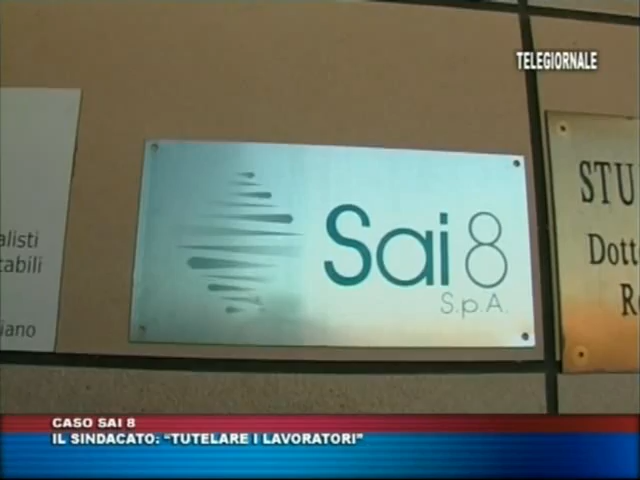 TELEGIORNALE
alisti
tabili
iano
Sai 8
S.p.A.
STU
Dott
R
CASO SAI 8
IL SINDACATO: “TUTELARE I LAVORATORI”